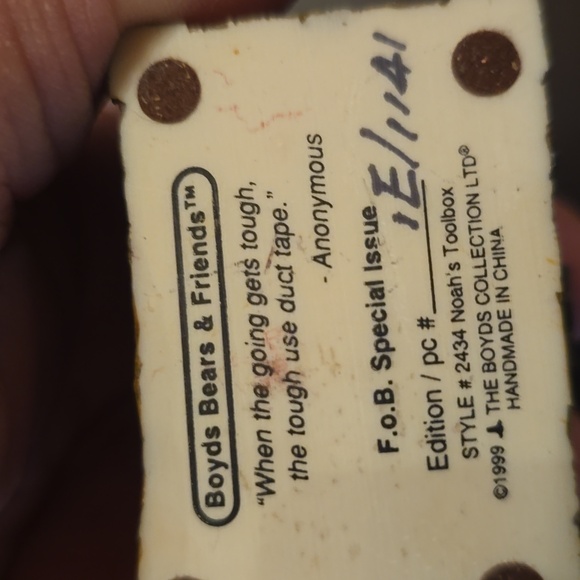 Boyds Bears & Friends™
"When the going gets tough,
the tough use duct tape."
- Anonymous
F.o.B. Special Issue
Edition / pc # 1E/1141
STYLE # 2434 Noah's Toolbox
©1999 THE BOYDS COLLECTION LTD®
HANDMADE IN CHINA